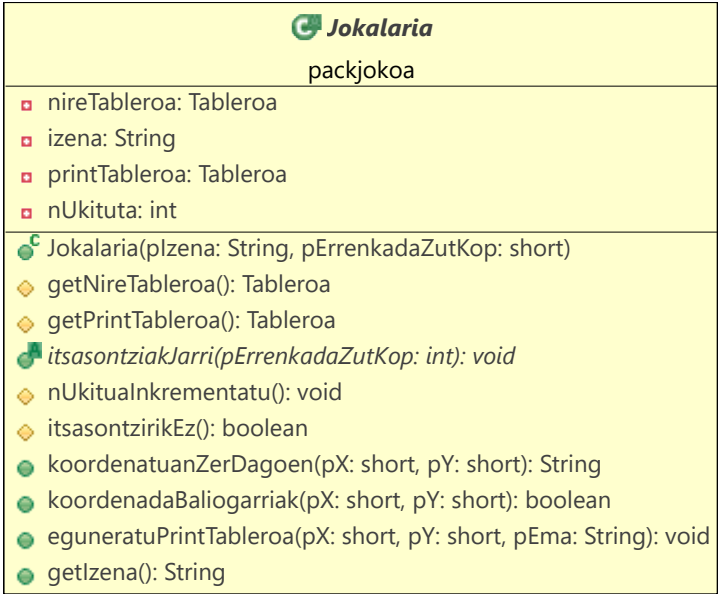 Jokalaria
packjokoa
nireTableroa: Tableroa
izena: String
printTableroa: Tableroa
nUkituta: int
Jokalaria(pIzena: String, pErrenkadaZutKop: short)
getNireTableroa(): Tableroa
getPrintTableroa(): Tableroa
itsasontziakJarri(pErrenkadaZutKop: int): void
nUkituaInkrementatu(): void
itsasontzirikEz(): boolean
koordenatuanZerDagoen(pX: short, pY: short): String
koordenadaBaliogarriak(pX: short, pY: short): boolean
eguneratuPrintTableroa(pX: short, pY: short, pEma: String): void
getIzena(): String